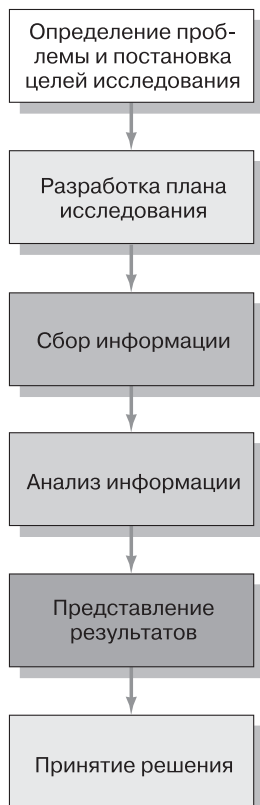 Определение проб-
лемы и постановка
целей исследования
Разработка плана
исследования
Сбор информации
Анализ информации
Представление
результатов
Принятие решения